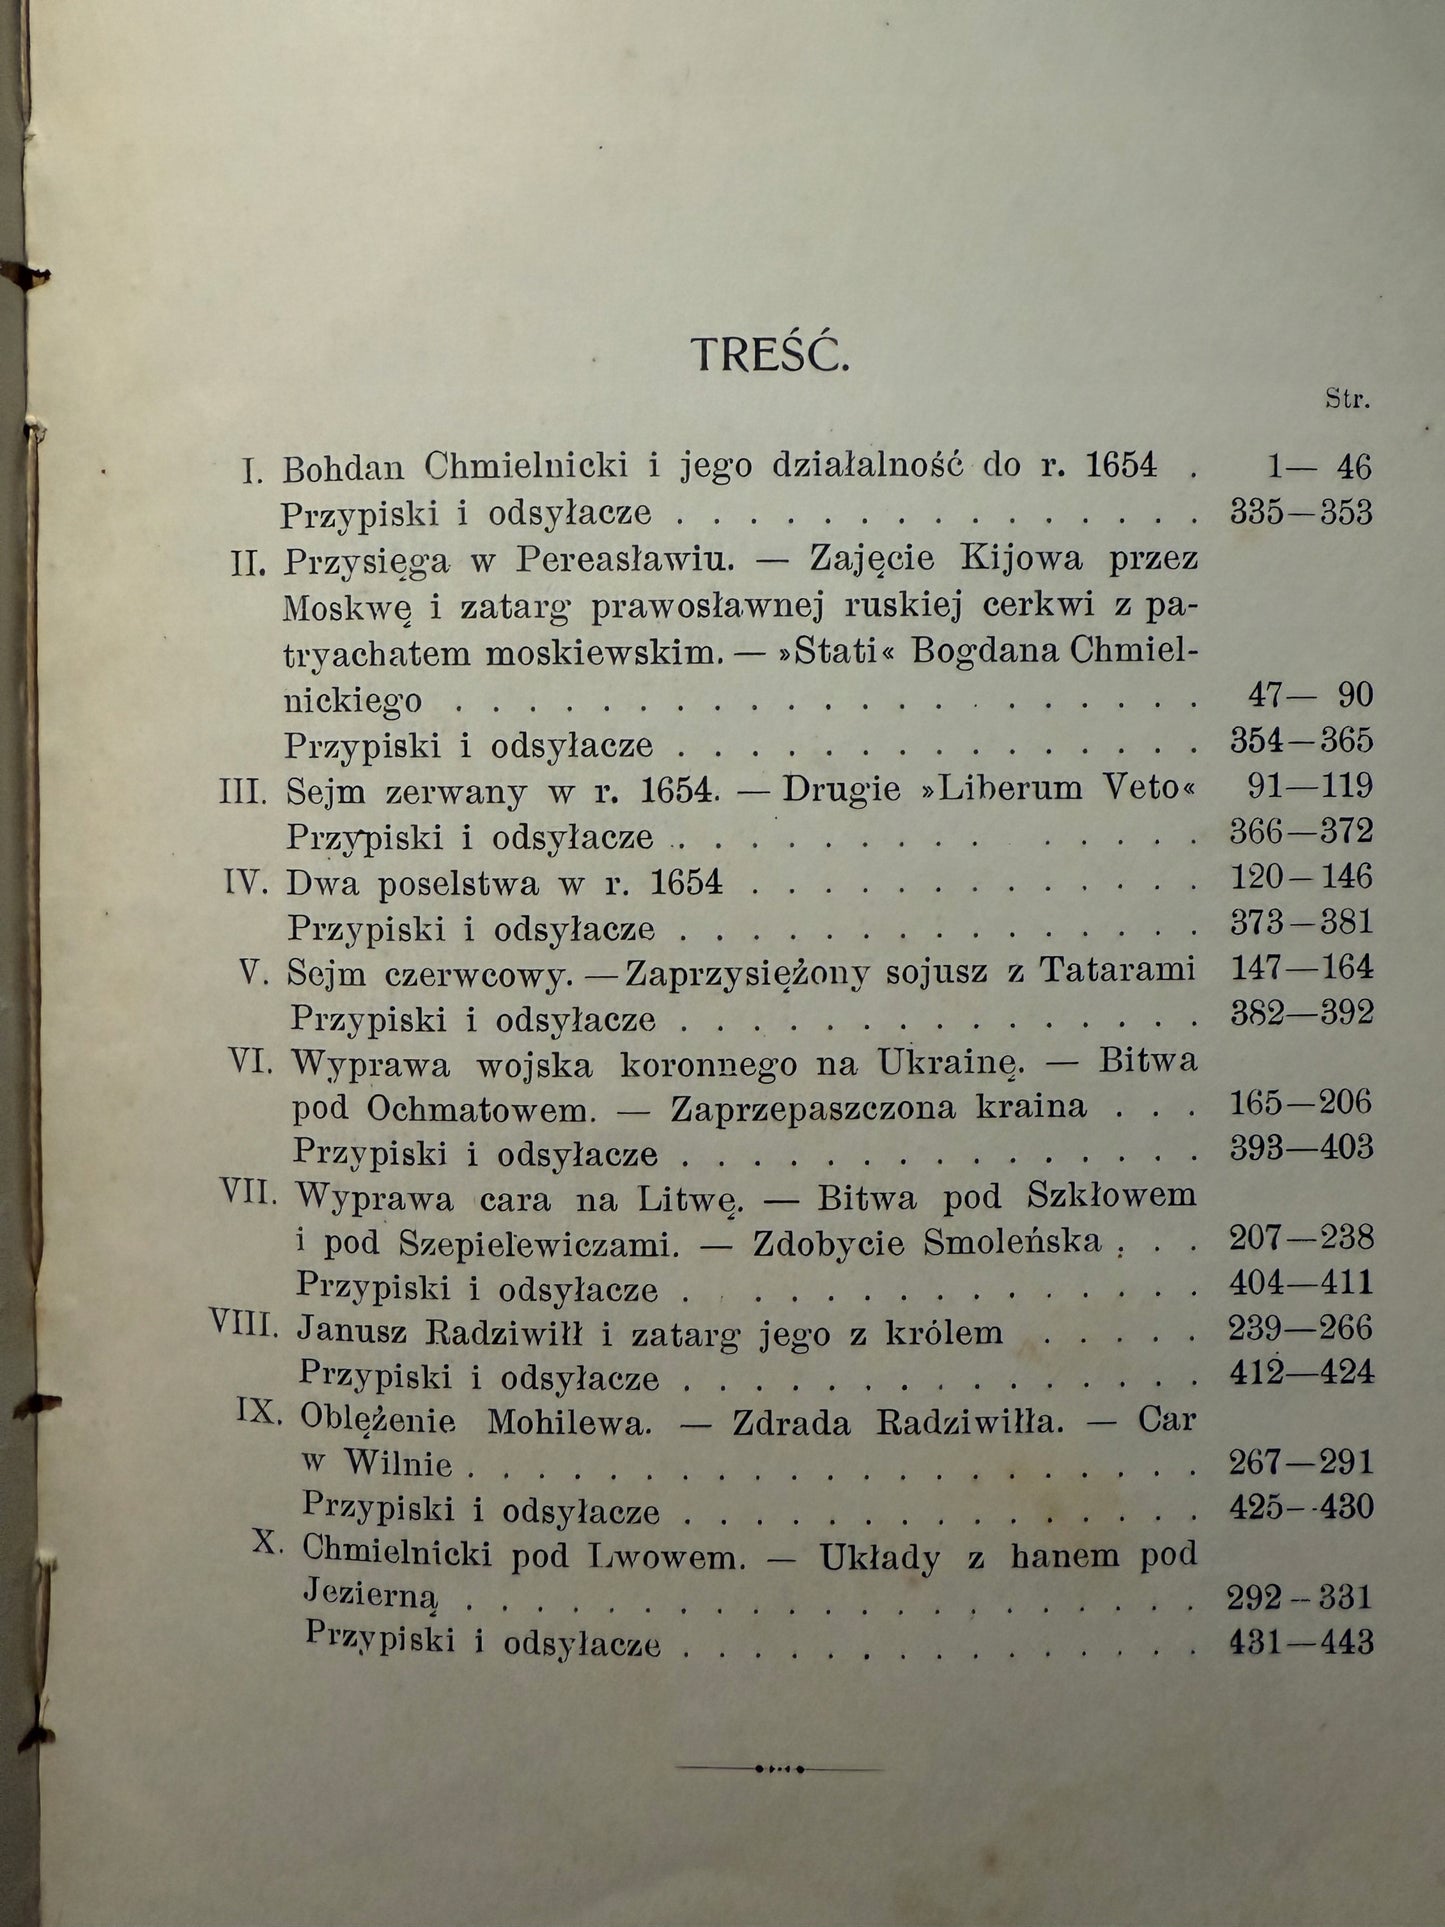 TREŚĆ.
Str.
I. Bohdan Chmielnicki i jego działalność do r. 1654 . 1— 46
Przypiski i odsyłacze . . . . . . . . . . . . . . . 335—353
II. Przysięga w Pereasławiu. — Zajęcie Kijowa przez
Moskwę i zatarg prawosławnej ruskiej cerkwi z pa-
tryachatem moskiewskim. — »Stati« Bogdana Chmiel-
nickiego . . . . . . . . . . . . . . . . . . . . . 47— 90
Przypiski i odsyłacze . . . . . . . . . . . . . . . 354—365
III. Sejm zerwany w r. 1654. — Drugie »Liberum Veto« 91—119
Przypiski i odsyłacze . . . . . . . . . . . . . . 366—372
IV. Dwa poselstwa w r. 1654 . . . . . . . . . . . . . 120—146
Przypiski i odsyłacze . . . . . . . . . . . . . . . 373—381
V. Sejm czerwcowy. — Zaprzysiężony sojusz z Tatarami 147—164
Przypiski i odsyłacze . . . . . . . . . . . . . . . 382—392
VI. Wyprawa wojska koronnego na Ukrainę. — Bitwa
pod Ochmatowem. — Zaprzepaszczona kraina . . . 165—206
Przypiski i odsyłacze . . . . . . . . . . . . . . . 393—403
VII. Wyprawa cara na Litwę. — Bitwa pod Szkłowem
i pod Szepielewiczami. — Zdobycie Smoleńska . . . 207—238
Przypiski i odsyłacze . . . . . . . . . . . . . . . 404—411
VIII. Janusz Radziwiłł i zatarg jego z królem . . . . . 239—266
Przypiski i odsyłacze . . . . . . . . . . . . . . . 412—424
IX. Oblężenie Mohilewa. — Zdrada Radziwiłła. — Car
w Wilnie . . . . . . . . . . . . . . . . . . . . . 267—291
Przypiski i odsyłacze . . . . . . . . . . . . . . . 425—430
X. Chmielnicki pod Lwowem. — Układy z hanem pod
Jezierną . . . . . . . . . . . . . . . . . . . . . 292—331
Przypiski i odsyłacze . . . . . . . . . . . . . . . 431—443